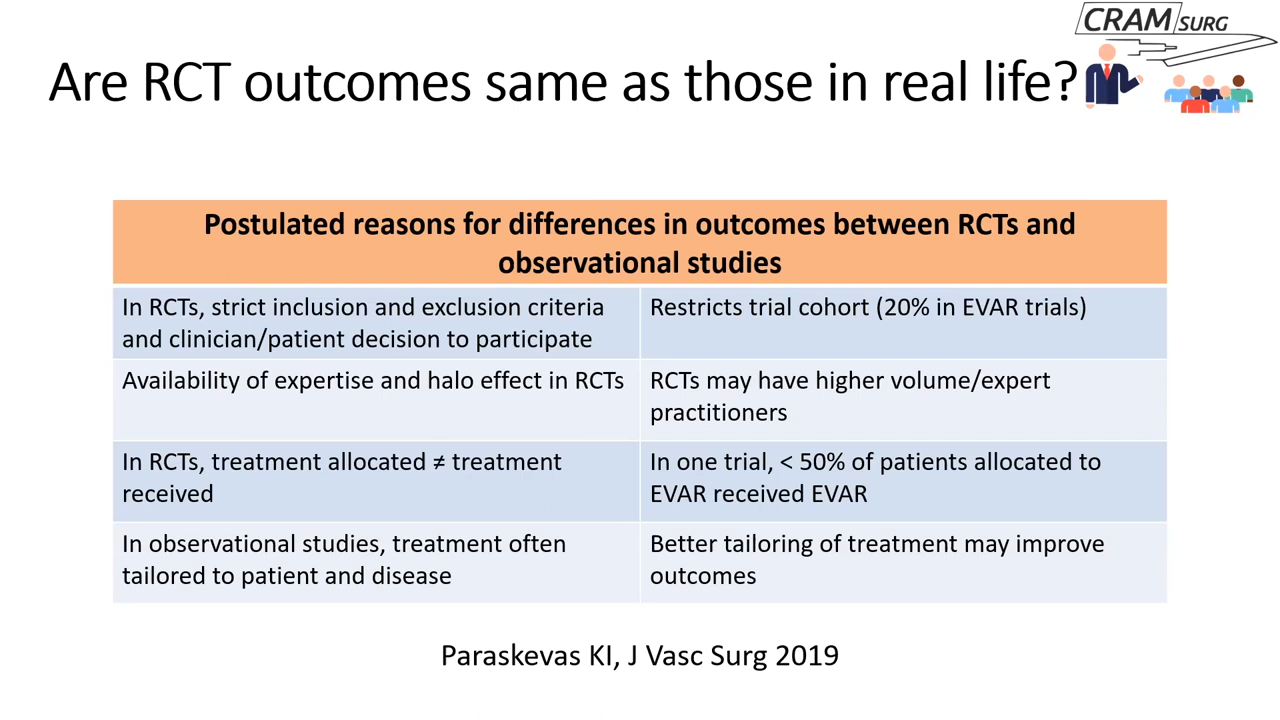 CRAMSURG
Are RCT outcomes same as those in real life?
Postulated reasons for differences in outcomes between RCTs and
observational studies
In RCTs, strict inclusion and exclusion criteria
and clinician/patient decision to participate
Restricts trial cohort (20% in EVAR trials)
Availability of expertise and halo effect in RCTs
RCTs may have higher volume/expert
practitioners
In RCTs, treatment allocated ≠ treatment
received
In one trial, < 50% of patients allocated to
EVAR received EVAR
In observational studies, treatment often
tailored to patient and disease
Better tailoring of treatment may improve
outcomes
Paraskevas KI, J Vasc Surg 2019